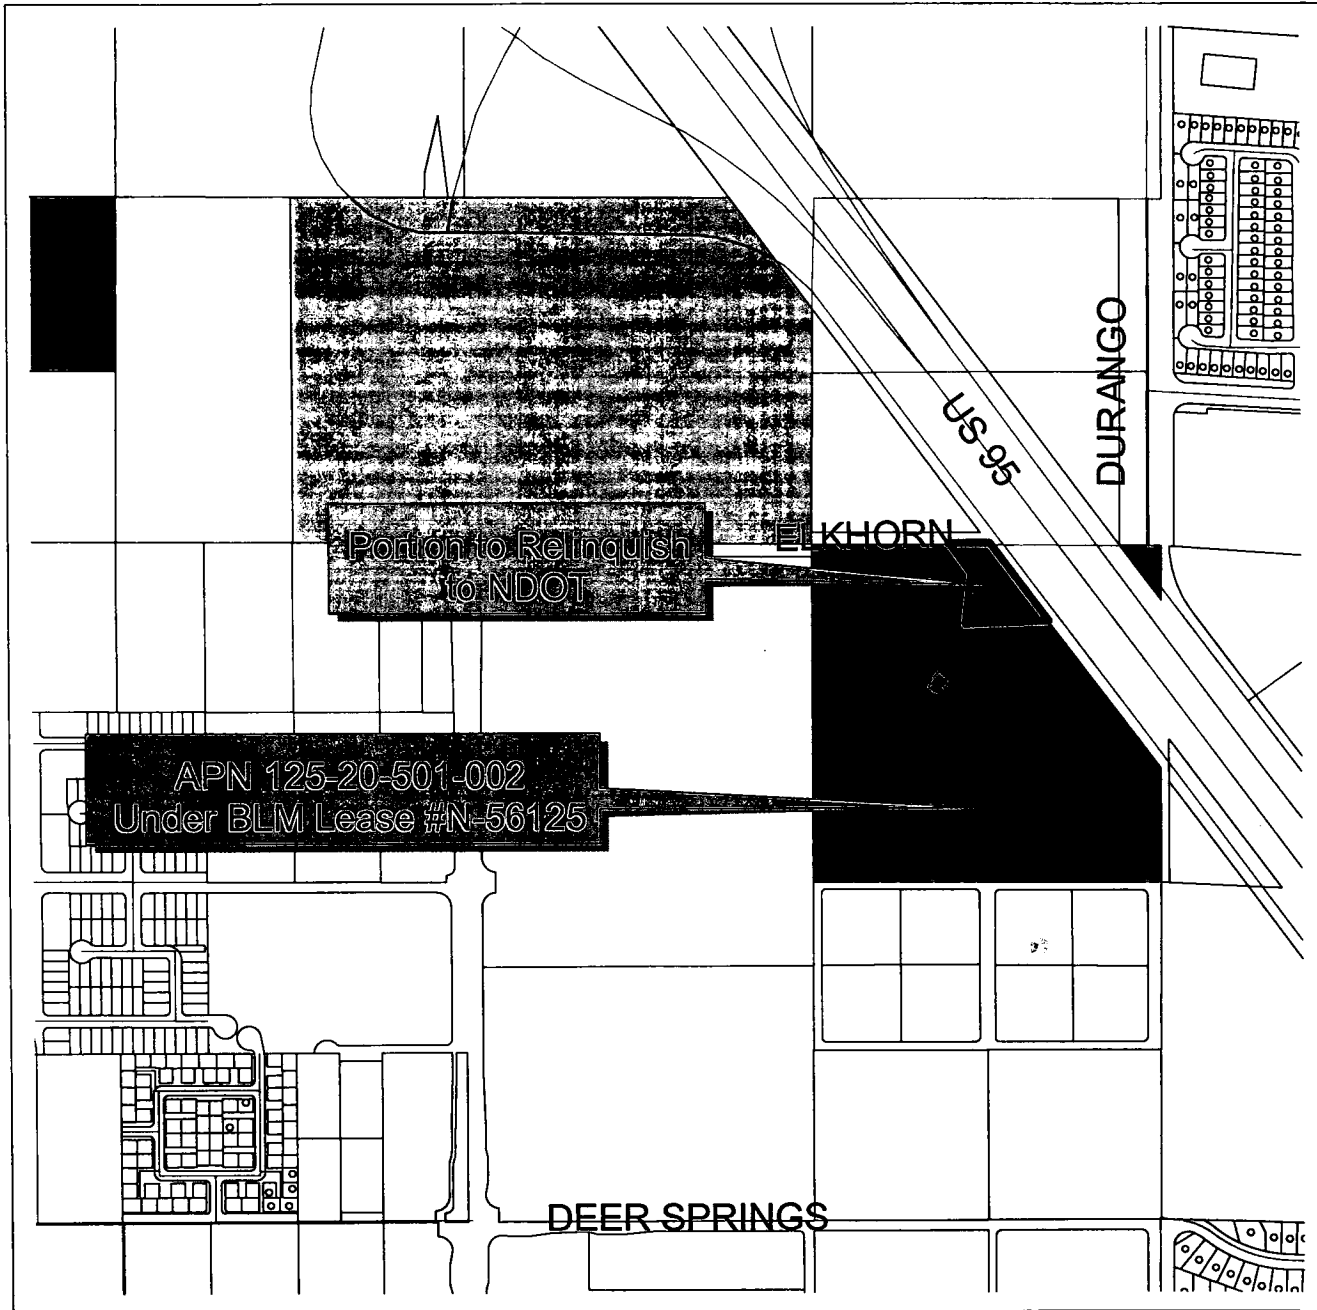 DURANGO
US 95
ELKHORN
Portion to Relinquish
to NDOT
APN 125-20-501-002
Under BLM Lease #N-56125
DEER SPRINGS